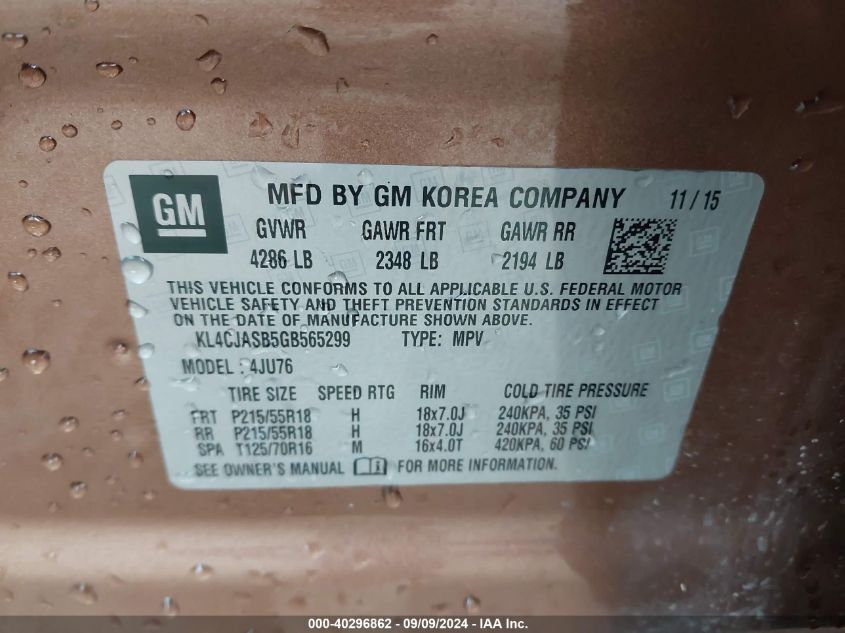 GM MFD BY GM KOREA COMPANY 11/15
GVWR GAWR FRT GAWR RR
4286 LB 2348 LB 2194 LB
THIS VEHICLE CONFORMS TO ALL APPLICABLE U.S. FEDERAL MOTOR
VEHICLE SAFETY AND THEFT PREVENTION STANDARDS IN EFFECT
ON THE DATE OF MANUFACTURE SHOWN ABOVE.
KL4CJASB5GB565299 TYPE: MPV
MODEL: 4JU76
TIRE SIZE SPEED RTG RIM COLD TIRE PRESSURE
FRT P215/55R18 H 18x7.0J 240KPA, 35 PSI
RR P215/55R18 H 18x7.0J 240KPA, 35 PSI
SPA T125/70R16 M 16x4.0T 420KPA, 60 PSI
SEE OWNER'S MANUAL FOR MORE INFORMATION.
000-40296862 - 09/09/2024 - IAA Inc.